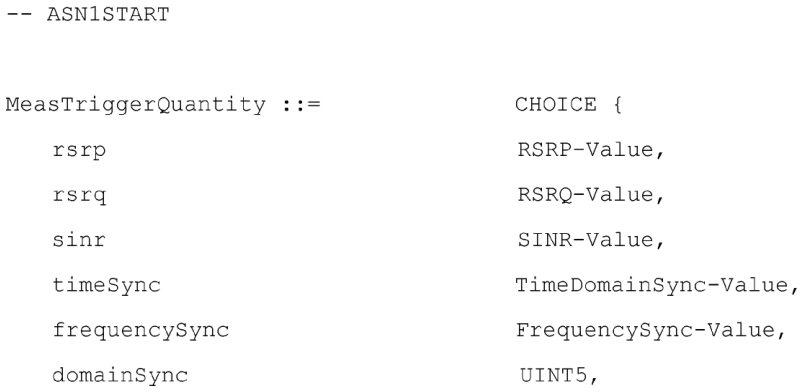 -- ASN1START
MeasTriggerQuantity ::= CHOICE {
rsrp RSRP-Value,
rsrq RSRQ-Value,
sinr SINR-Value,
timeSync TimeDomainSync-Value,
frequencySync FrequencySync-Value,
domainSync UINT5,